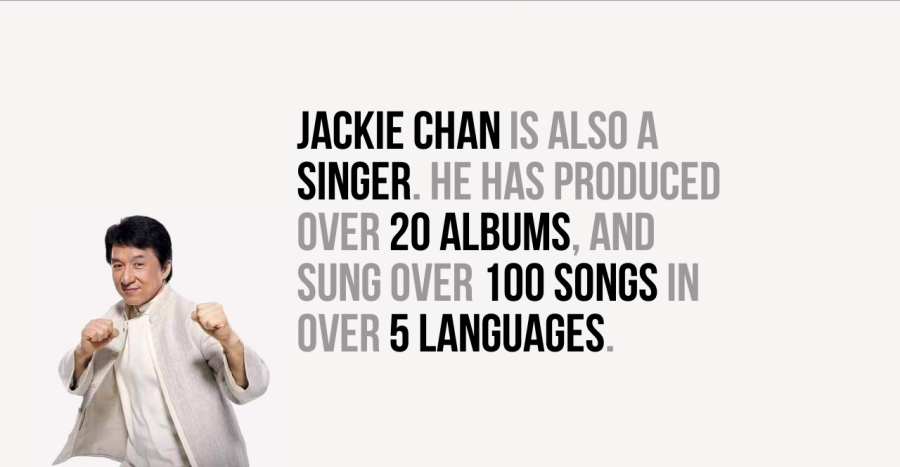 JACKIE CHAN IS ALSO A
SINGER. HE HAS PRODUCED
OVER 20 ALBUMS, AND
SUNG OVER 100 SONGS IN
OVER 5 LANGUAGES.